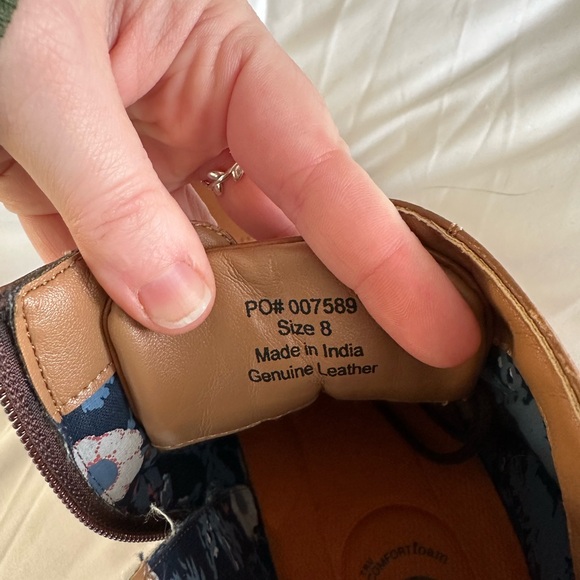 PO# 007589
Size 8
Made in India
Genuine Leather